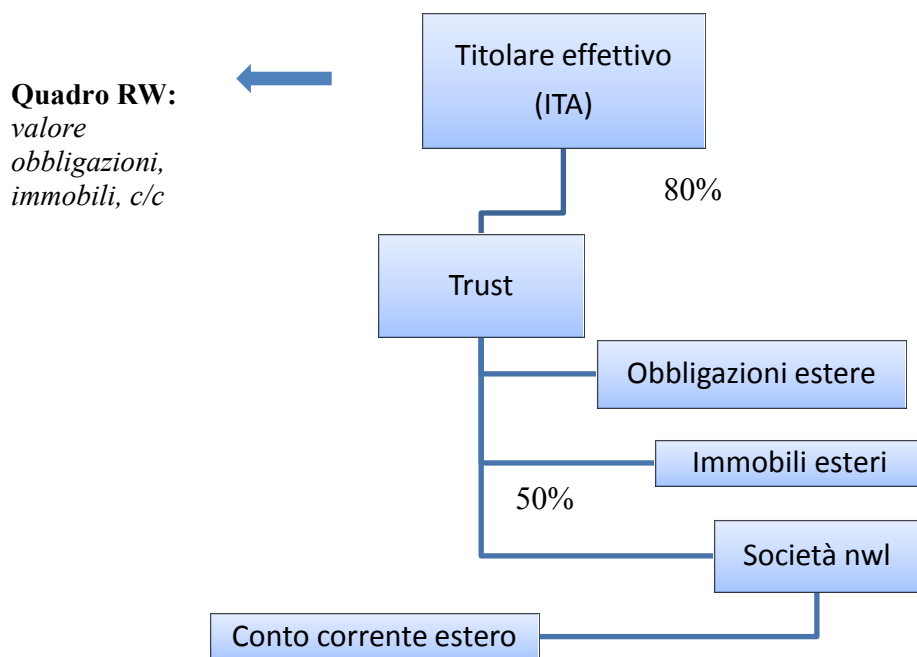 Titolare effettivo
(ITA)
Quadro RW:
valore
obbligazioni,
immobili, c/c
80%
Trust
Obbligazioni estere
Immobili esteri
50%
Società nwl
Conto corrente estero